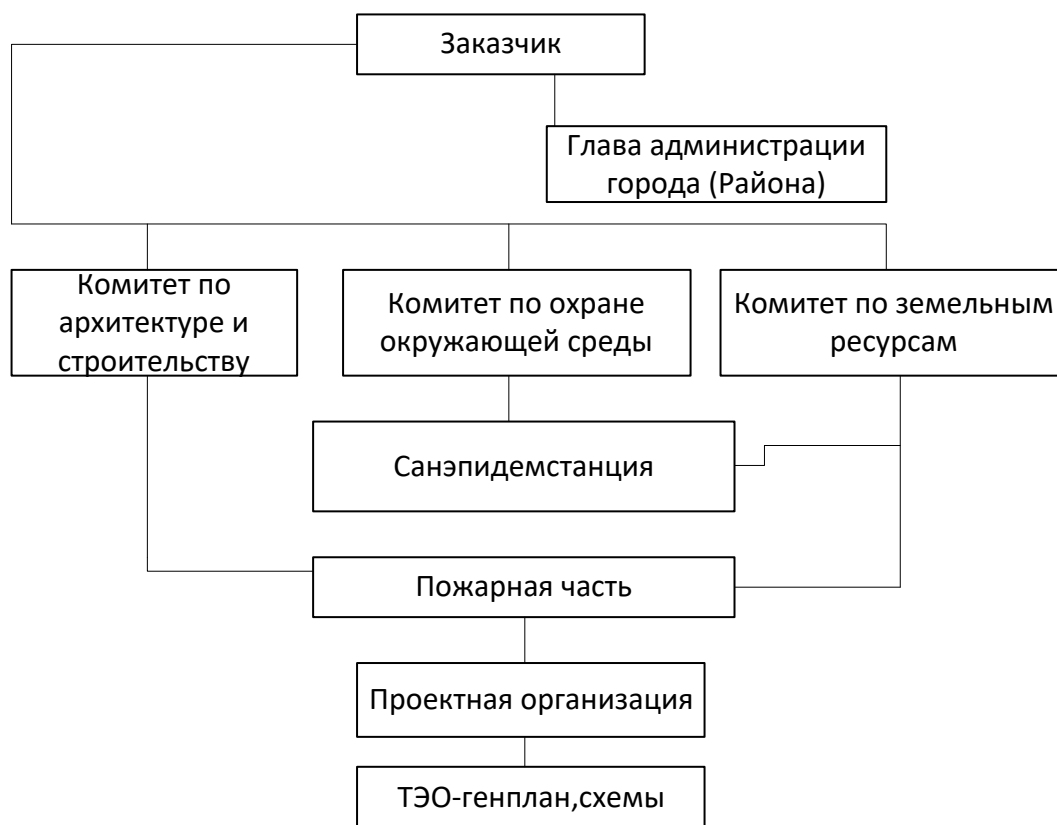 Заказчик
Глава администрации
города (Района)
Комитет по
архитектуре и
строительству
Комитет по охране
окружающей среды
Комитет по земельным
ресурсам
Санэпидемстанция
Пожарная часть
Проектная организация
ТЭО-генплан,схемы